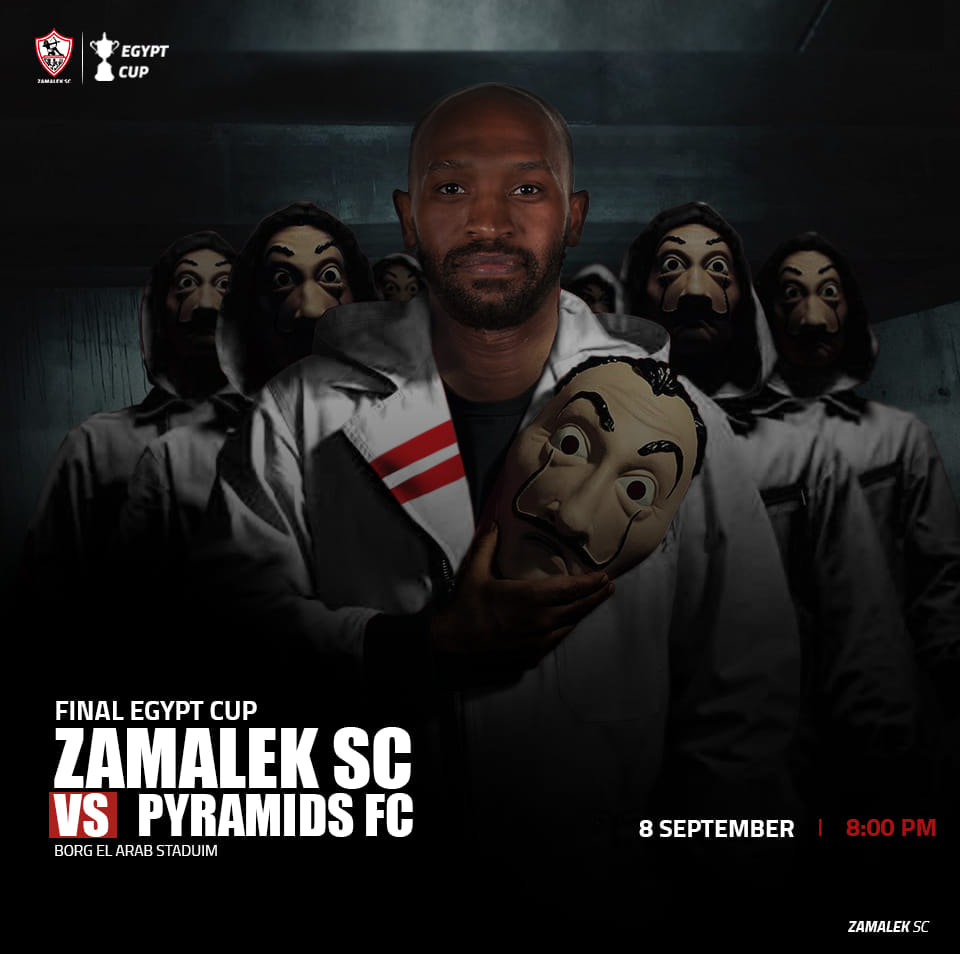 ZAMALEK SC
EGYPT
CUP
FINAL EGYPT CUP
ZAMALEK SC
VS PYRAMIDS FC
BORG EL ARAB STADUIM
8 SEPTEMBER | 8:00 PM
ZAMALEK SC